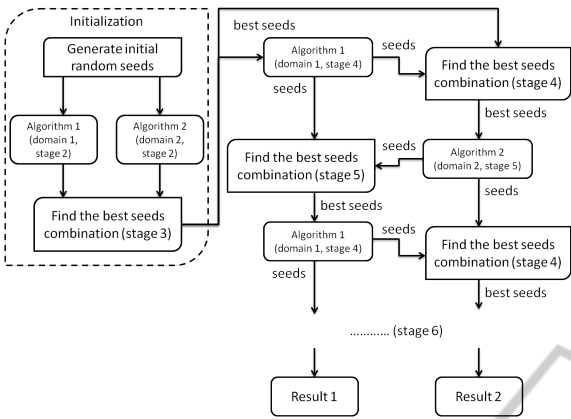 Initialization
Generate initial
random seeds
Algorithm 1
(domain 1,
stage 2)
Algorithm 2
(domain 2,
stage 2)
Find the best seeds
combination (stage 3)
best seeds
Algorithm 1
(domain 1, stage 4)
seeds
Find the best seeds
combination (stage 4)
seeds
best seeds
Find the best seeds
combination (stage 5)
seeds
Algorithm 2
(domain 2, stage 5)
best seeds
seeds
Algorithm 1
(domain 1, stage 4)
seeds
Find the best seeds
combination (stage 4)
seeds
best seeds
............ (stage 6)
Result 1
Result 2